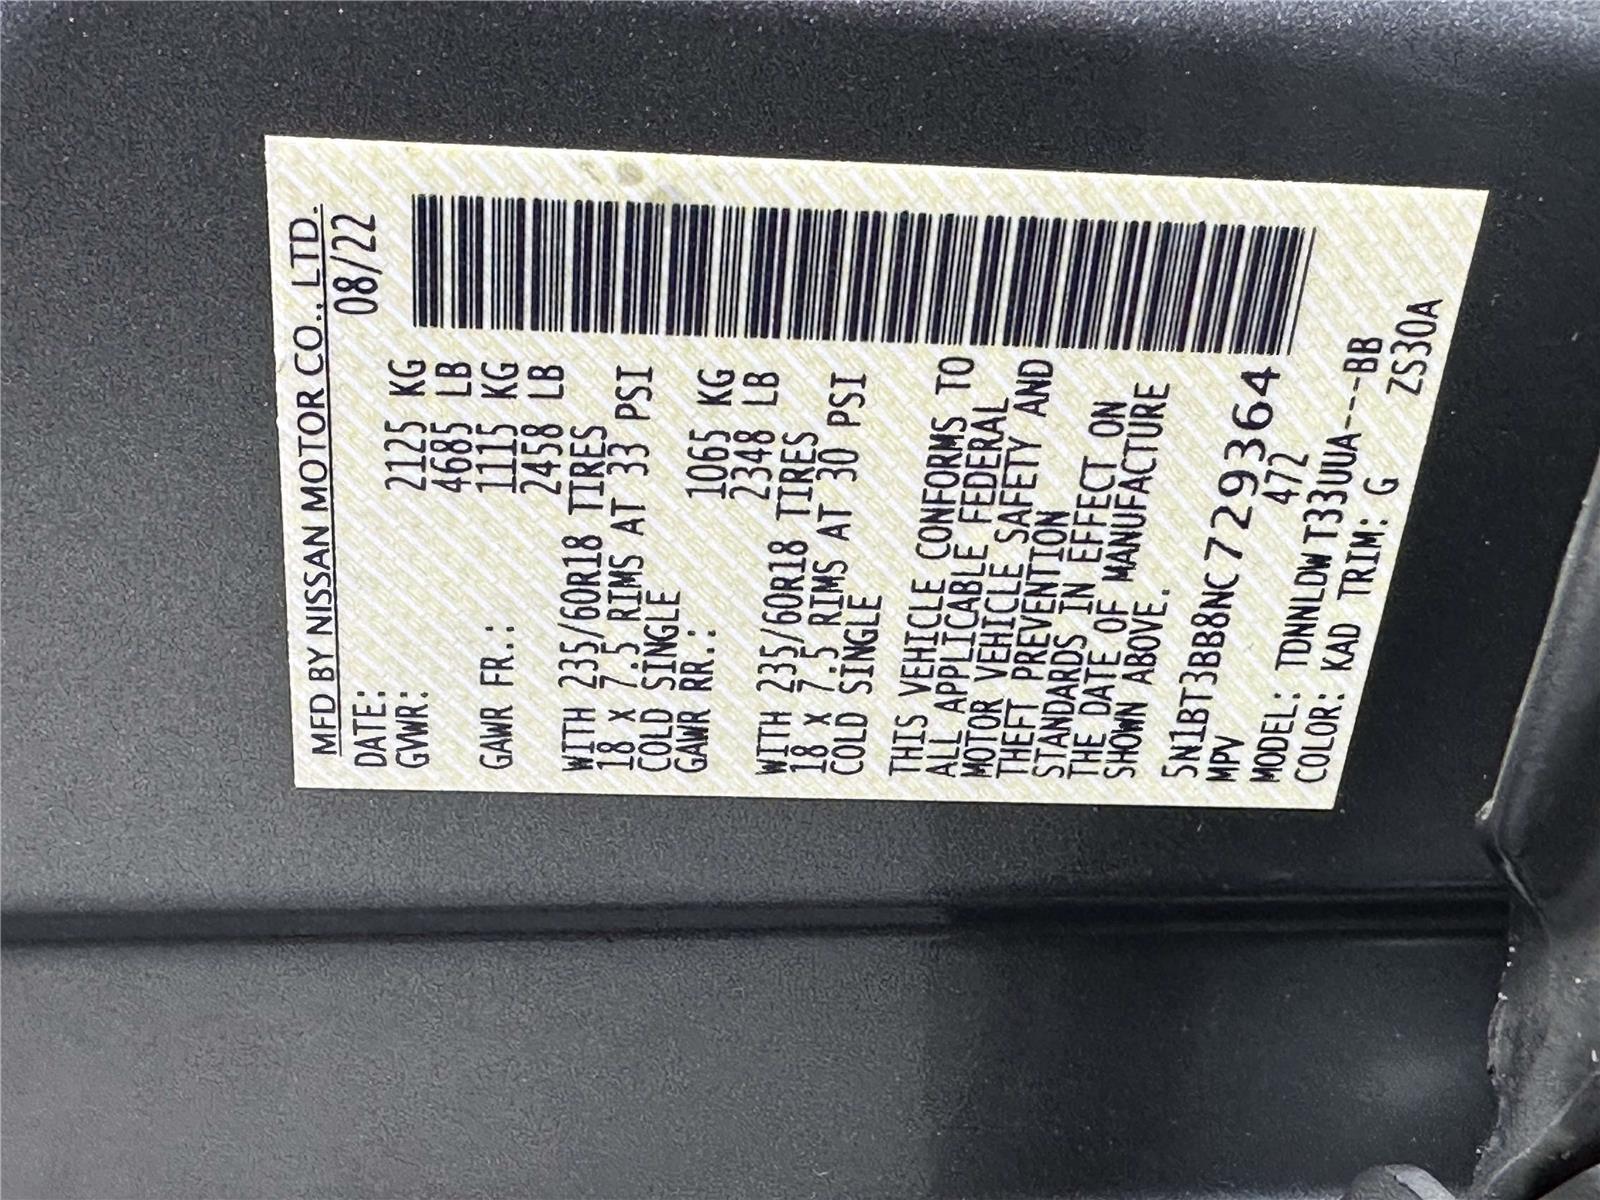 MFD BY NISSAN MOTOR CO., LTD.
DATE: 08/22
GVWR: 2125 KG
4685 LB
GAWR FR.: 1115 KG
2458 LB
WITH 235/60R18 TIRES
18 X 7.5 RIMS AT 33 PSI
COLD SINGLE
GAWR RR.: 1065 KG
2348 LB
WITH 235/60R18 TIRES
18 X 7.5 RIMS AT 30 PSI
COLD SINGLE
THIS VEHICLE CONFORMS TO
ALL APPLICABLE FEDERAL
MOTOR VEHICLE SAFETY AND
THEFT PREVENTION
STANDARDS IN EFFECT ON
THE DATE OF MANUFACTURE
SHOWN ABOVE.
5N1BT3BB8NC729364
MPV 472
MODEL: TDNNLDW T33UUA---BB
COLOR: KAD TRIM: G ZS30A